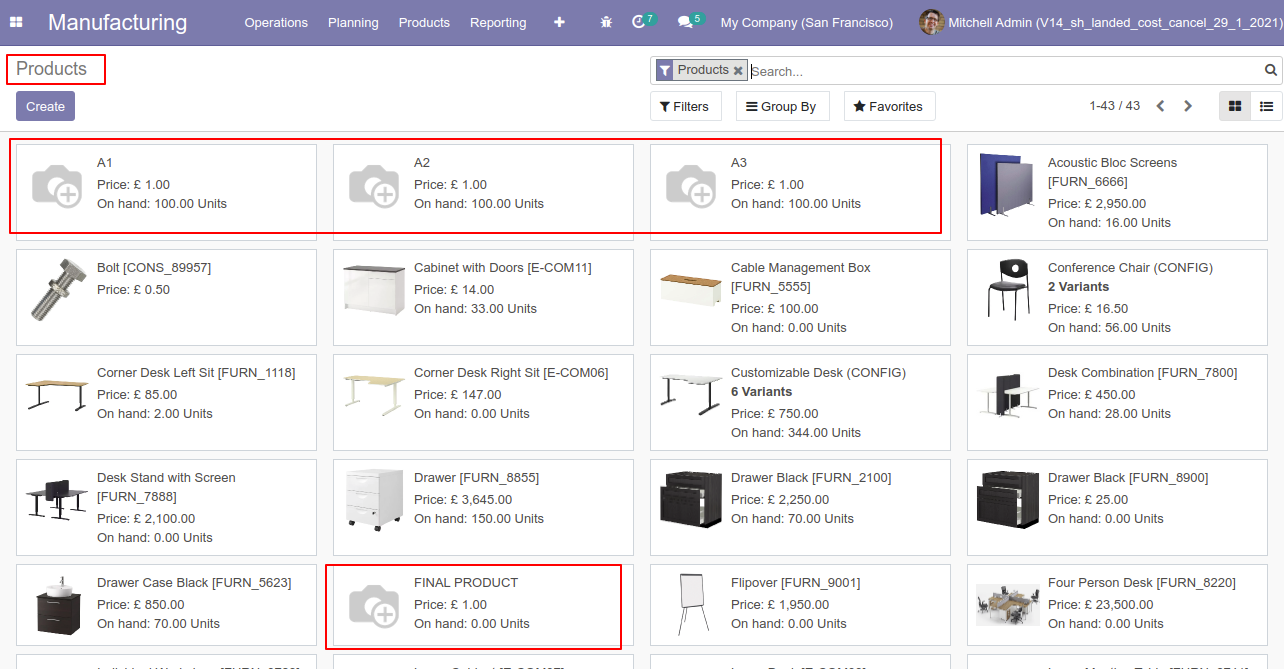 Manufacturing Operations Planning Products Reporting 7 5 My Company (San Francisco) Mitchell Admin (V14_sh_landed_cost_cancel_29_1_2021)
Products
Products Search...
Create
Filters Group By Favorites 1-43 / 43
A1
Price: £ 1.00
On hand: 100.00 Units
A2
Price: £ 1.00
On hand: 100.00 Units
A3
Price: £ 1.00
On hand: 100.00 Units
Acoustic Bloc Screens
[FURN_6666]
Price: £ 2,950.00
On hand: 16.00 Units
Bolt [CONS_89957]
Price: £ 0.50
Cabinet with Doors [E-COM11]
Price: £ 14.00
On hand: 33.00 Units
Cable Management Box
[FURN_5555]
Price: £ 100.00
On hand: 0.00 Units
Conference Chair (CONFIG)
2 Variants
Price: £ 16.50
On hand: 56.00 Units
Corner Desk Left Sit [FURN_1118]
Price: £ 85.00
On hand: 2.00 Units
Corner Desk Right Sit [E-COM06]
Price: £ 147.00
On hand: 0.00 Units
Customizable Desk (CONFIG)
6 Variants
Price: £ 750.00
On hand: 344.00 Units
Desk Combination [FURN_7800]
Price: £ 450.00
On hand: 28.00 Units
Desk Stand with Screen
[FURN_7888]
Price: £ 2,100.00
On hand: 0.00 Units
Drawer [FURN_8855]
Price: £ 3,645.00
On hand: 150.00 Units
Drawer Black [FURN_2100]
Price: £ 2,250.00
On hand: 70.00 Units
Drawer Black [FURN_8900]
Price: £ 25.00
On hand: 0.00 Units
Drawer Case Black [FURN_5623]
Price: £ 850.00
On hand: 70.00 Units
FINAL PRODUCT
Price: £ 1.00
On hand: 0.00 Units
Flipover [FURN_9001]
Price: £ 1,950.00
On hand: 0.00 Units
Four Person Desk [FURN_8220]
Price: £ 23,500.00
On hand: 0.00 Units